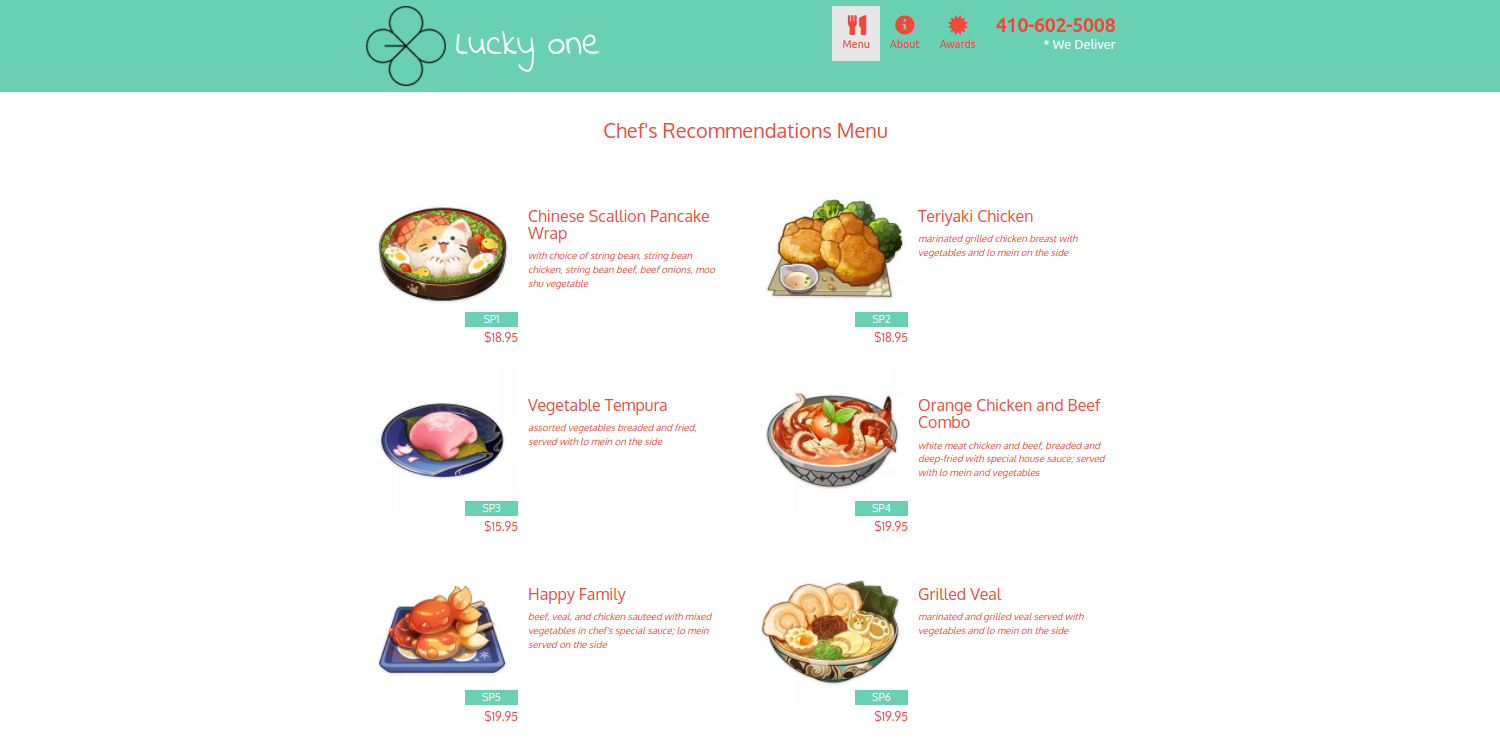 Lucky one
Menu
About
Awards
410-602-5008
* We Deliver
Chef's Recommendations Menu
Chinese Scallion Pancake
Wrap
with choice of string bean, string bean
chicken, string bean beef, beef onions, moo
shu vegetable
SP1
$18.95
Teriyaki Chicken
marinated grilled chicken breast with
vegetables and lo mein on the side
SP2
$18.95
Vegetable Tempura
assorted vegetables breaded and fried,
served with lo mein on the side
SP3
$15.95
Orange Chicken and Beef
Combo
white meat chicken and beef, breaded and
deep-fried with special house sauce; served
with lo mein and vegetables
SP4
$19.95
Happy Family
beef, veal, and chicken sauteed with mixed
vegetables in chef's special sauce; lo mein
served on the side
SP5
$19.95
Grilled Veal
marinated and grilled veal served with
vegetables and lo mein on the side
SP6
$19.95